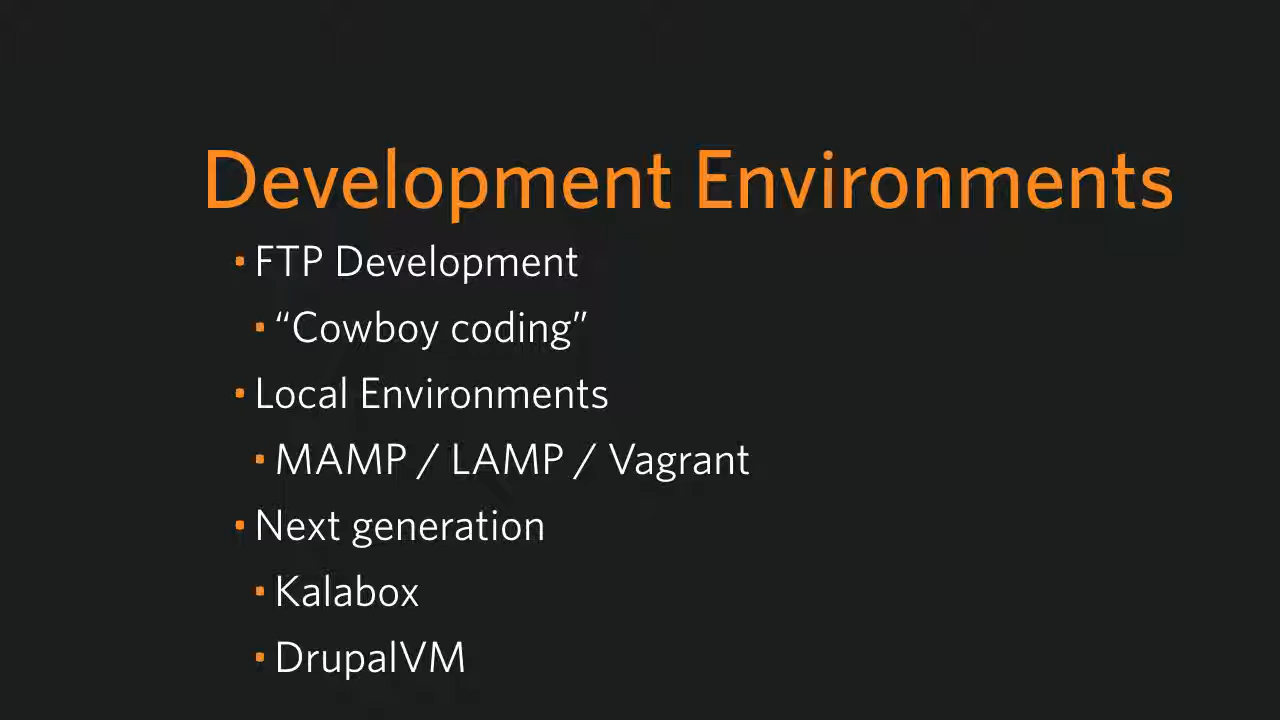 Development Environments
• FTP Development
• “Cowboy coding”
• Local Environments
• MAMP / LAMP / Vagrant
• Next generation
• Kalabox
• DrupalVM